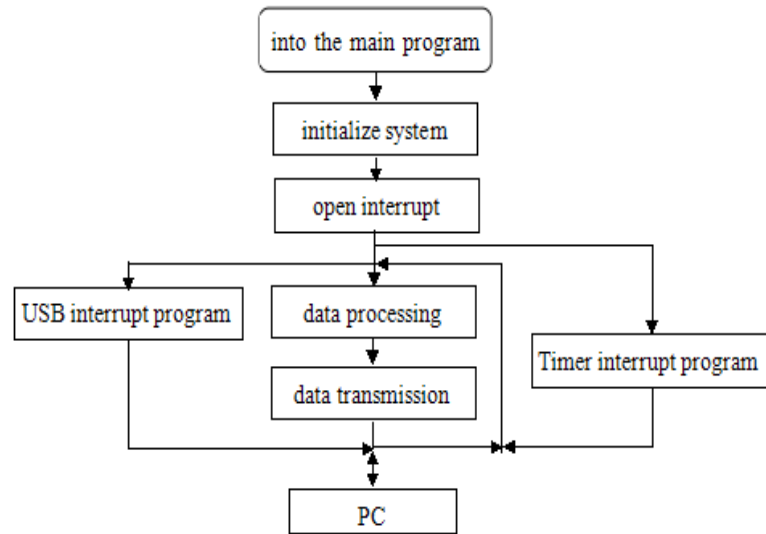 into the main program
initialize system
open interrupt
USB interrupt program
data processing
Timer interrupt program
data transmission
PC